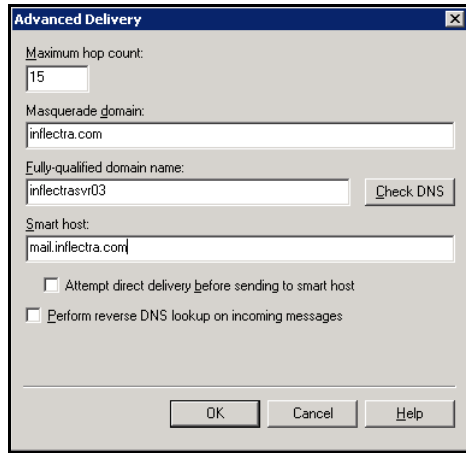 Advanced Delivery
Maximum hop count:
15
Masquerade domain:
inflectra.com
Fully-qualified domain name:
inflectrasvr03
Check DNS
Smart host:
mail.inflectra.com
Attempt direct delivery before sending to smart host
Perform reverse DNS lookup on incoming messages
OK Cancel Help